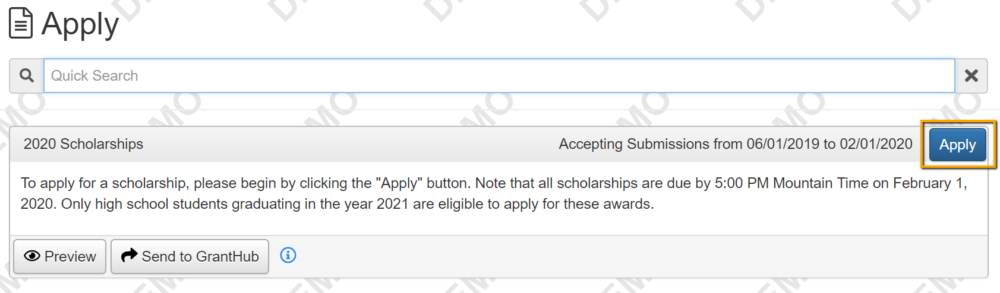 Apply
Quick Search
2020 Scholarships Accepting Submissions from 06/01/2019 to 02/01/2020 Apply
To apply for a scholarship, please begin by clicking the "Apply" button. Note that all scholarships are due by 5:00 PM Mountain Time on February 1,
2020. Only high school students graduating in the year 2021 are eligible to apply for these awards.
Preview Send to GrantHub
DEMO